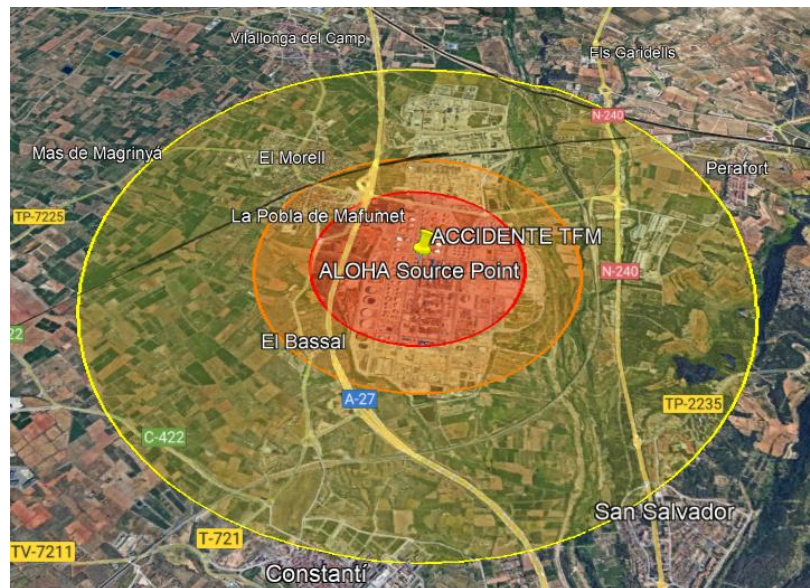 Vilallonga del Camp
Els Garidells
N-240
Mas de Magrinyà
El Morell
Perafort
TP-7225
La Pobla de Mafumet
ACCIDENTE TFM
ALOHA Source Point
N-240
22
El Bassal
A-27
TP-2235
C-422
San Salvador
TV-7211
T-721
Constantí